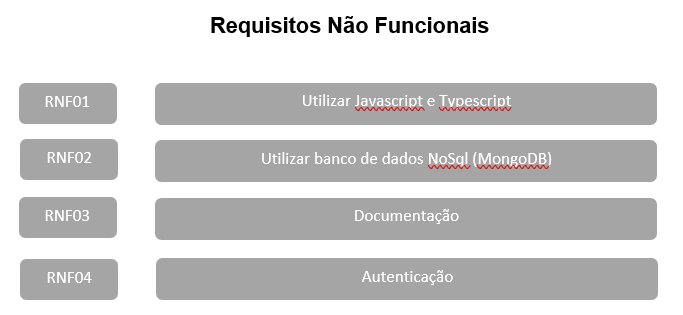 Requisitos Não Funcionais
RNF01 Utilizar Javascript e Typescript
RNF02 Utilizar banco de dados NoSql (MongoDB)
RNF03 Documentação
RNF04 Autenticação